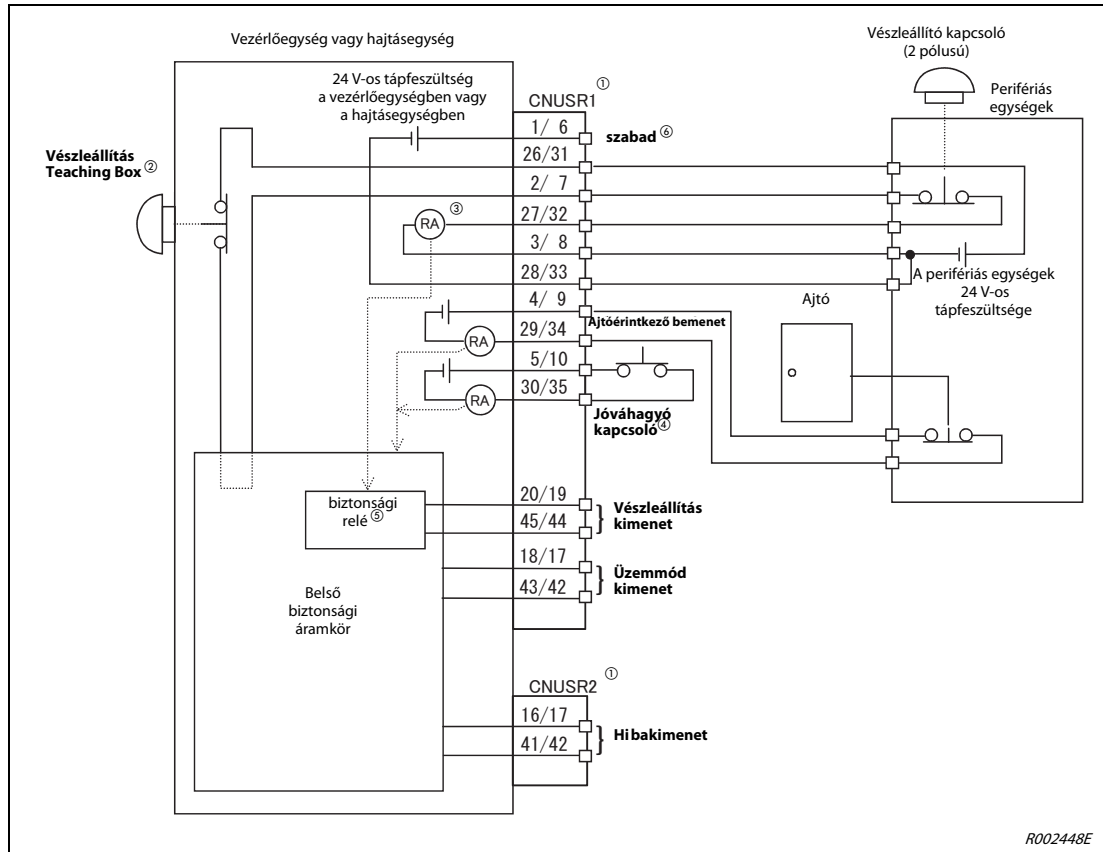 Vezérlőegység vagy hajtásegység
Vészleállító kapcsoló
(2 pólusú)
24 V-os tápfeszültség
a vezérlőegységben vagy
a hajtásegységben
CNUSR1 ①
Perifériás
egységek
1/ 6
szabad ⑥
26/31
Vészleállítás
Teaching Box ②
2/ 7
RA ③
27/32
3/ 8
28/33
A perifériás egységek
24 V-os
tápfeszültsége
Ajtó
4/ 9
Ajtóérintkező bemenet
RA
29/34
5/10
RA
30/35
Jóváhagyó
kapcsoló ④
biztonsági
relé ⑤
20/19
45/44
Vészleállítás
kimenet
18/17
43/42
Üzemmód
kimenet
Belső
biztonsági
áramkör
CNUSR2 ①
16/17
41/42
Hibakimenet
R002448E